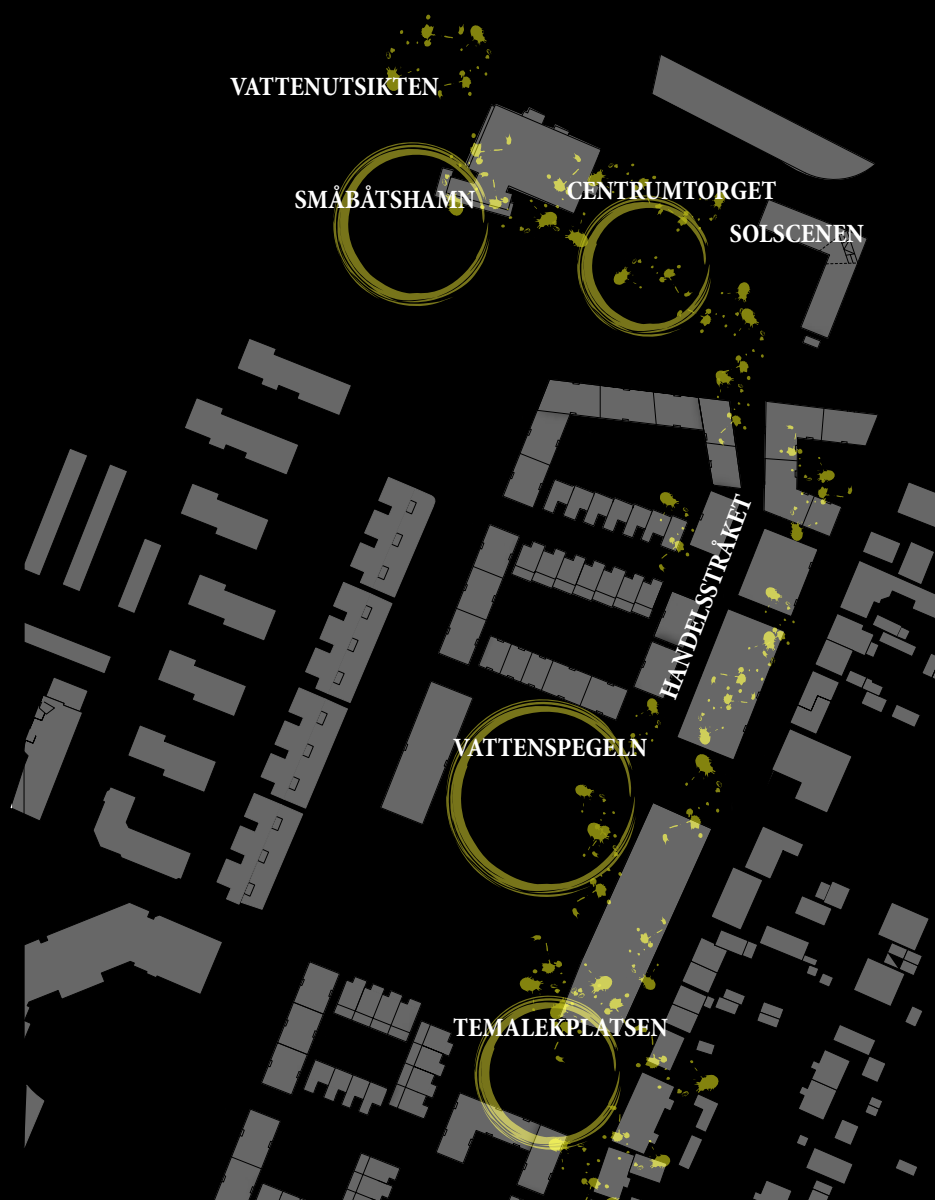 VATTENUTSIKTEN
SMÅBÅTSHAMN
CENTRUMTORGET
SOLSCENEN
HANDELSSTRÅKET
VATTENSPEGELN
TEMALEKPLATSEN